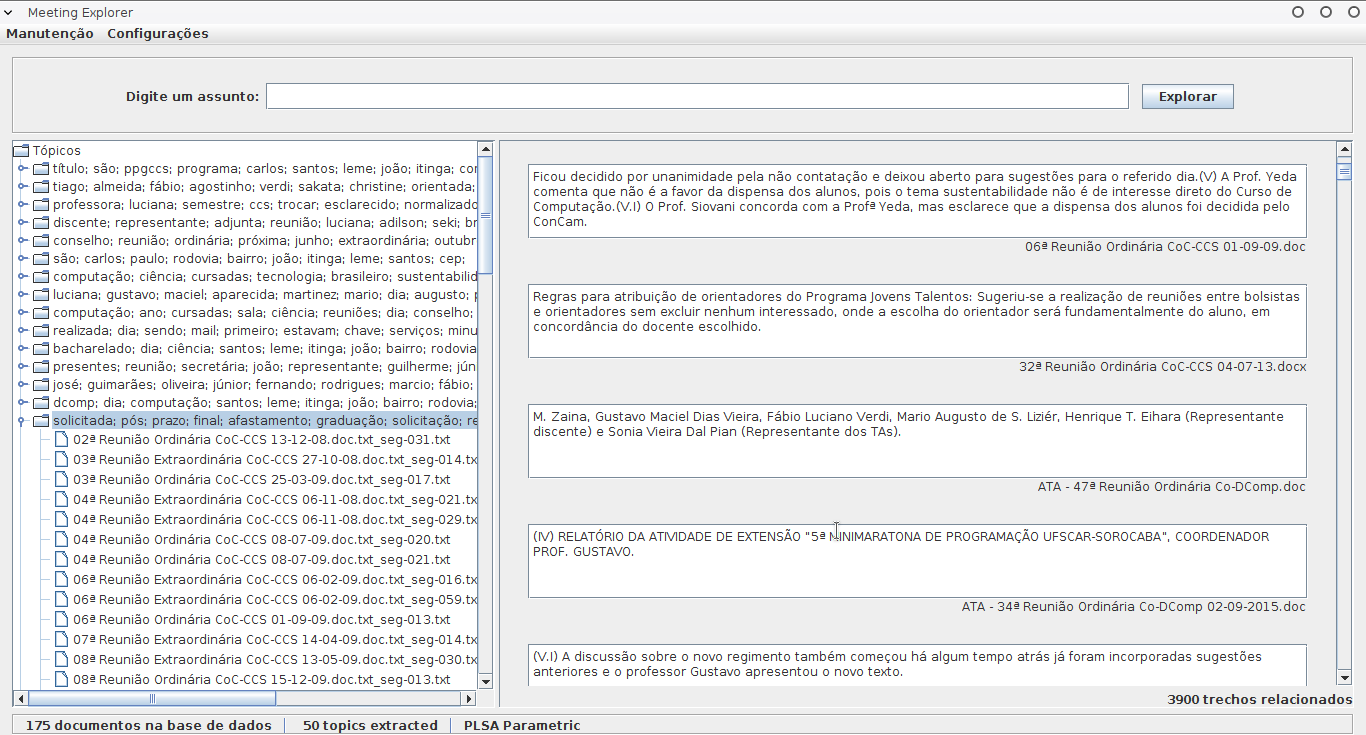 Meeting Explorer
Manutenção Configurações
Digite um assunto: Explorar
Tópicos
título; são; ppgccs; programa; carlos; santos; leme; joão; itinga; con
tiago; almeida; fábio; agostinho; verdi; sakata; christine; orientada;
professora; luciana; semestre; ccs; trocar; esclarecido; normalizado
discente; representante; adjunta; reunião; luciana; adilson; seki; br
conselho; reunião; ordinária; próxima; junho; extraordinária; outubr
são; carlos; paulo; rodovia; bairro; joão; itinga; leme; santos; cep;
computação; ciência; cursadas; tecnologia; brasileiro; sustentabilid
luciana; gustavo; maciel; aparecida; martinez; mario; dia; augusto; p
computação; ano; cursadas; sala; ciência; reuniões; dia; conselho;
realizada; dia; sendo; mail; primeiro; estavam; chave; serviços; minu
bacharelado; dia; ciência; santos; leme; itinga; joão; bairro; rodovia
presentes; reunião; secretária; joão; representante; guilherme; jún
josé; guimarães; oliveira; júnior; fernando; rodrigues; marcio; fábio;
dcomp; dia; computação; santos; leme; itinga; joão; bairro; rodovia;
solicitada; pós; prazo; final; afastamento; graduação; solicitação; re
02ª Reunião Ordinária CoC-CCS 13-12-08.doc.txt_seg-031.txt
03ª Reunião Extraordinária CoC-CCS 27-10-08.doc.txt_seg-014.tx
03ª Reunião Ordinária CoC-CCS 25-03-09.doc.txt_seg-017.txt
04ª Reunião Extraordinária CoC-CCS 06-11-08.doc.txt_seg-021.tx
04ª Reunião Extraordinária CoC-CCS 06-11-08.doc.txt_seg-029.tx
04ª Reunião Ordinária CoC-CCS 08-07-09.doc.txt_seg-020.txt
04ª Reunião Ordinária CoC-CCS 08-07-09.doc.txt_seg-021.txt
06ª Reunião Extraordinária CoC-CCS 06-02-09.doc.txt_seg-016.tx
06ª Reunião Extraordinária CoC-CCS 06-02-09.doc.txt_seg-059.tx
06ª Reunião Ordinária CoC-CCS 01-09-09.doc.txt_seg-013.txt
07ª Reunião Extraordinária CoC-CCS 14-04-09.doc.txt_seg-014.tx
08ª Reunião Extraordinária CoC-CCS 13-05-09.doc.txt_seg-030.tx
08ª Reunião Ordinária CoC-CCS 15-12-09.doc.txt_seg-013.txt
Ficou decidido por unanimidade pela não contatação e deixou aberto para sugestões para o referido dia.(V) A Prof. Yeda
comenta que não é a favor da dispensa dos alunos, pois o tema sustentabilidade não é de interesse direto do Curso de
Computação.(V.I) O Prof. Siovani concorda com a Profª Yeda, mas esclarece que a dispensa dos alunos foi decidida pelo
ConCam.
06ª Reunião Ordinária CoC-CCS 01-09-09.doc
Regras para atribuição de orientadores do Programa Jovens Talentos: Sugeriu-se a realização de reuniões entre bolsistas
e orientadores sem excluir nenhum interessado, onde a escolha do orientador será fundamentalmente do aluno, em
concordância do docente escolhido.
32ª Reunião Ordinária CoC-CCS 04-07-13.docx
M. Zaina, Gustavo Maciel Dias Vieira, Fábio Luciano Verdi, Mario Augusto de S. Liziér, Henrique T. Eihara (Representante
discente) e Sonia Vieira Dal Pian (Representante dos TAs).
ATA - 47ª Reunião Ordinária Co-DComp.doc
(IV) RELATÓRIO DA ATIVIDADE DE EXTENSÃO "5ª MINIMARATONA DE PROGRAMAÇÃO UFSCAR-SOROCABA", COORDENADOR
PROF. GUSTAVO.
ATA - 34ª Reunião Ordinária Co-DComp 02-09-2015.doc
(V.I) A discussão sobre o novo regimento também começou há algum tempo atrás já foram incorporadas sugestões
anteriores e o professor Gustavo apresentou o novo texto.
3900 trechos relacionados
175 documentos na base de dados 50 topics extracted PLSA Parametric